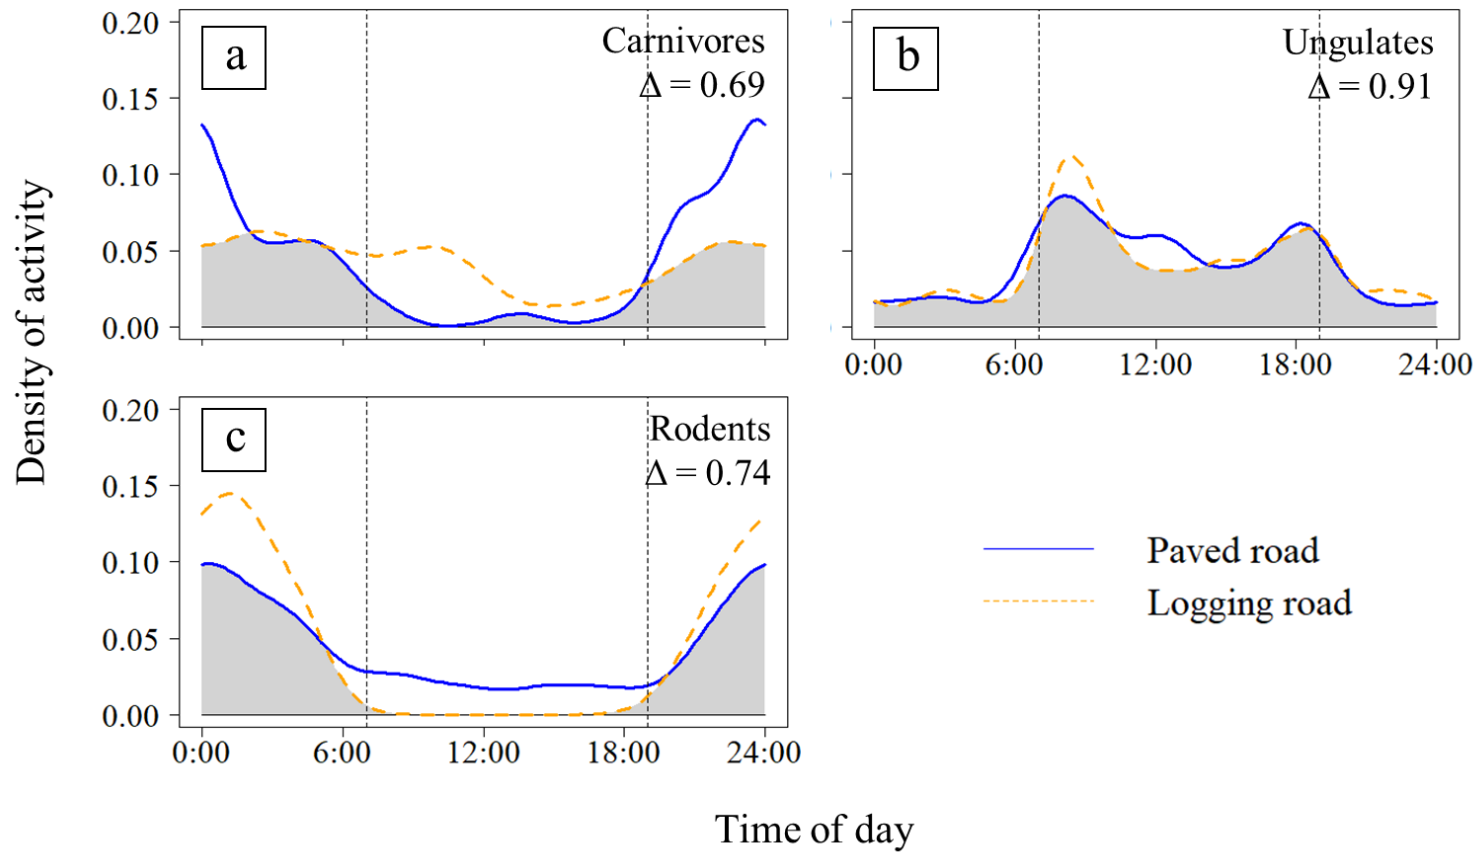 Density of activity
0.20
0.15
0.10
0.05
0.00
a
Carnivores
Δ = 0.69
b
Ungulates
Δ = 0.91
0:00 6:00 12:00 18:00 24:00
0.20
0.15
0.10
0.05
0.00
c
Rodents
Δ = 0.74
0:00 6:00 12:00 18:00 24:00
Paved road
Logging road
Time of day